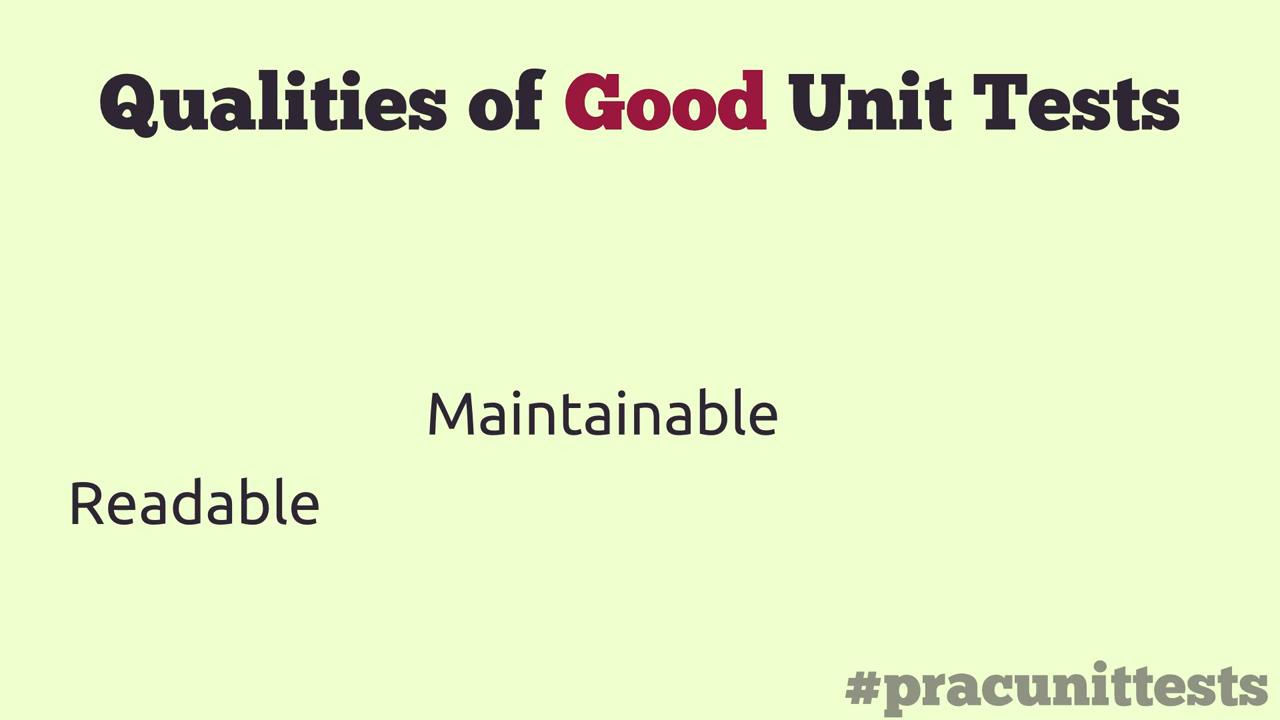 Qualities of Good Unit Tests
Maintainable
Readable
#pracunittests